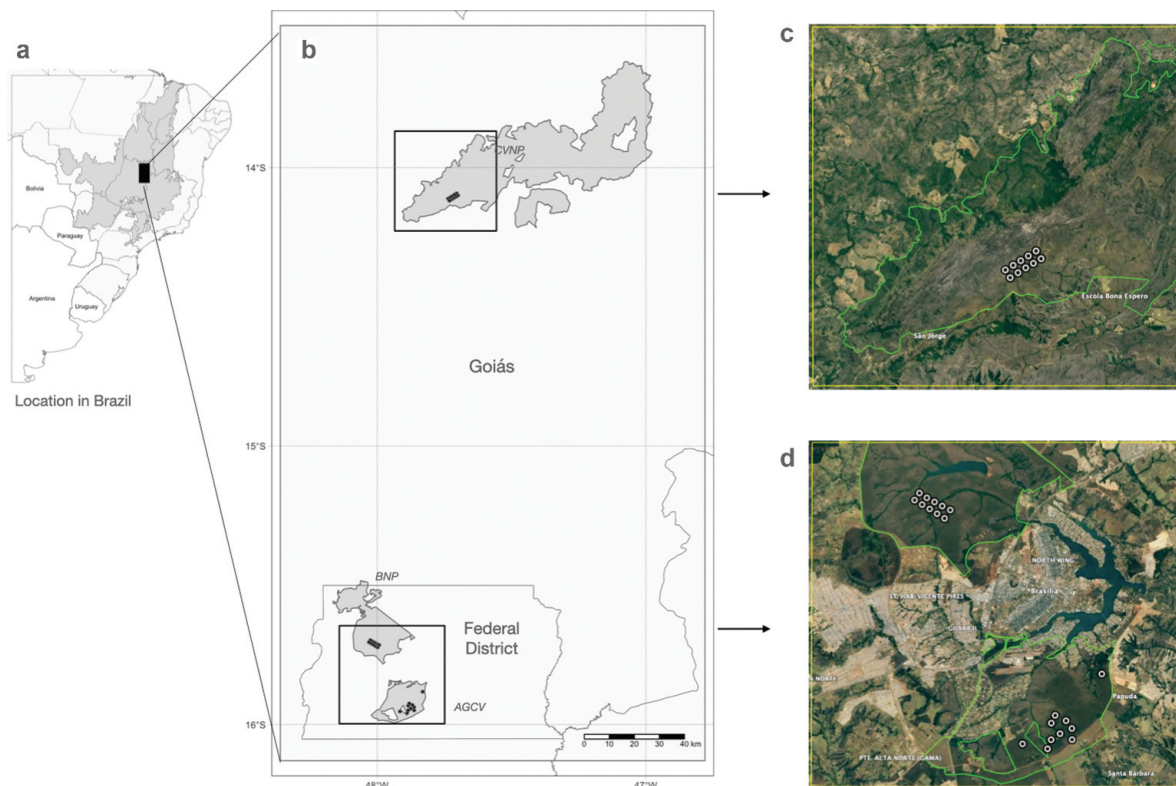 a
Bolivia
Paraguay
Argentina
Uruguay
Location in Brazil
b
14°S
15°S
16°S
CVNP
Goiás
BNP
Federal
District
AGCV
0 10 20 30 40 km
48°W
47°W
c
Escola Bona Espero
São Jorge
d
NORTH WING
ST. HAB. VICENTE PIRES
Brasília
GUARA II
A NORTE)
Papuda
PTE. ALTA NORTE (GAMA)
Santa Bárbara